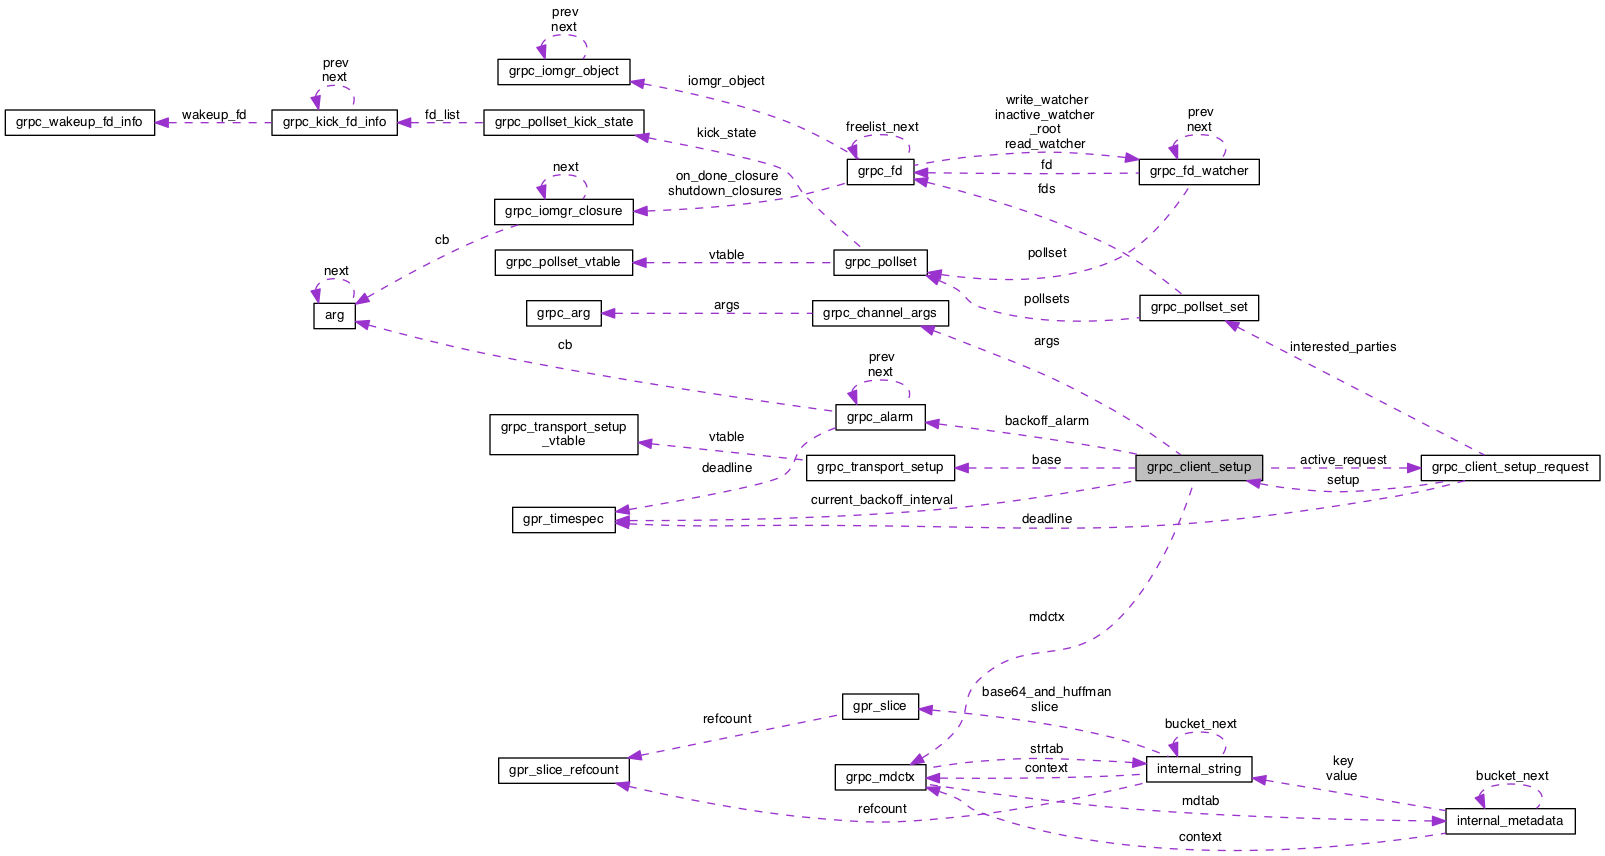 prev
next
grpc_iomgr_object
iomgr_object
prev
next
grpc_wakeup_fd_info
wakeup_fd
grpc_kick_fd_info
fd_list
grpc_pollset_kick_state
kick_state
freelist_next
grpc_fd
write_watcher
inactive_watcher
_root
read_watcher
fd
fds
prev
next
grpc_fd_watcher
next
grpc_iomgr_closure
on_done_closure
shutdown_closures
cb
grpc_pollset_vtable
vtable
grpc_pollset
pollset
pollsets
grpc_pollset_set
next
arg
grpc_arg
args
grpc_channel_args
args
interested_parties
cb
prev
next
grpc_alarm
backoff_alarm
grpc_transport_setup
_vtable
vtable
grpc_transport_setup
base
grpc_client_setup
active_request
setup
grpc_client_setup_request
deadline
gpr_timespec
current_backoff_interval
deadline
mdctx
gpr_slice
base64_and_huffman
slice
refcount
gpr_slice_refcount
bucket_next
internal_string
strtab
context
grpc_mdctx
refcount
key
value
mdtab
bucket_next
internal_metadata
context